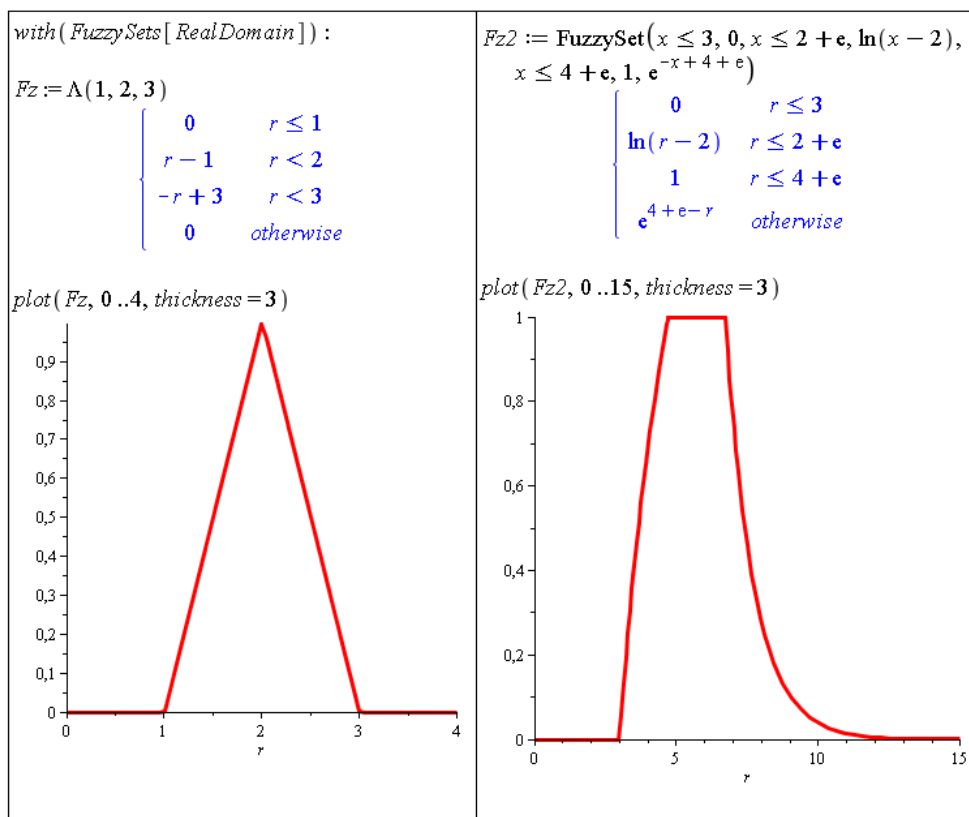 with(FuzzySets[RealDomain]) :
Fz := Λ(1, 2, 3)
0 r ≤ 1
r − 1 r < 2
−r + 3 r < 3
0 otherwise
plot(Fz, 0 ..4, thickness = 3)
0,9
0,8
0,7
0,6
0,5
0,4
0,3
0,2
0,1
0
0 1 2 3 4
r
Fz2 := FuzzySet(x ≤ 3, 0, x ≤ 2 + e, ln(x − 2),
x ≤ 4 + e, 1, e^(−x + 4 + e))
0 r ≤ 3
ln(r − 2) r ≤ 2 + e
1 r ≤ 4 + e
e^(4 + e − r) otherwise
plot(Fz2, 0 ..15, thickness = 3)
1
0,8
0,6
0,4
0,2
0
0 5 10 15
r